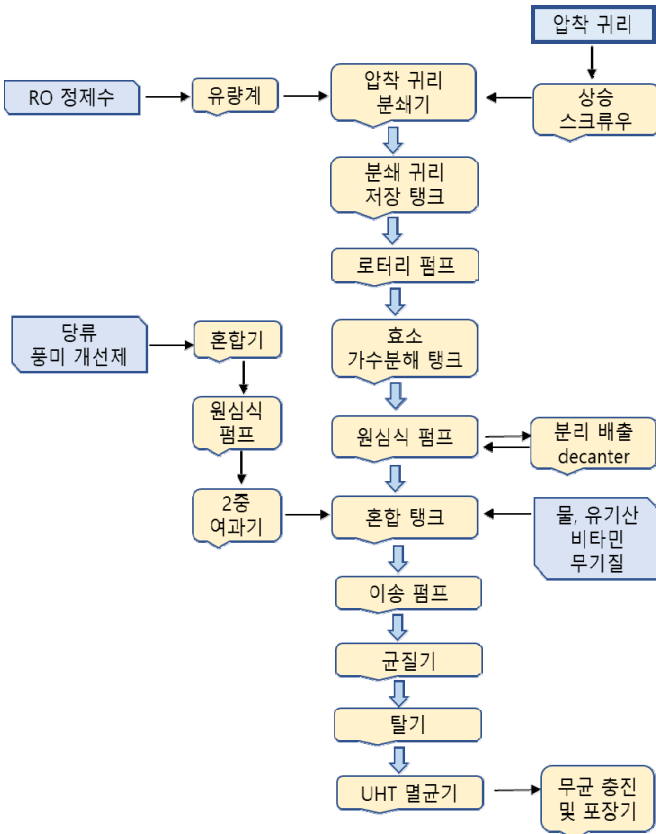 압착 귀리
RO 정제수
유량계
압착 귀리
분쇄기
상승
스크류우
분쇄 귀리
저장 탱크
로터리 펌프
당류
풍미 개선제
혼합기
효소
가수분해 탱크
원심식
펌프
원심식 펌프
분리 배출
decanter
2중
여과기
혼합 탱크
물, 유기산
비타민
무기질
이송 펌프
균질기
탈기
UHT 멸균기
무균 충진
및 포장기